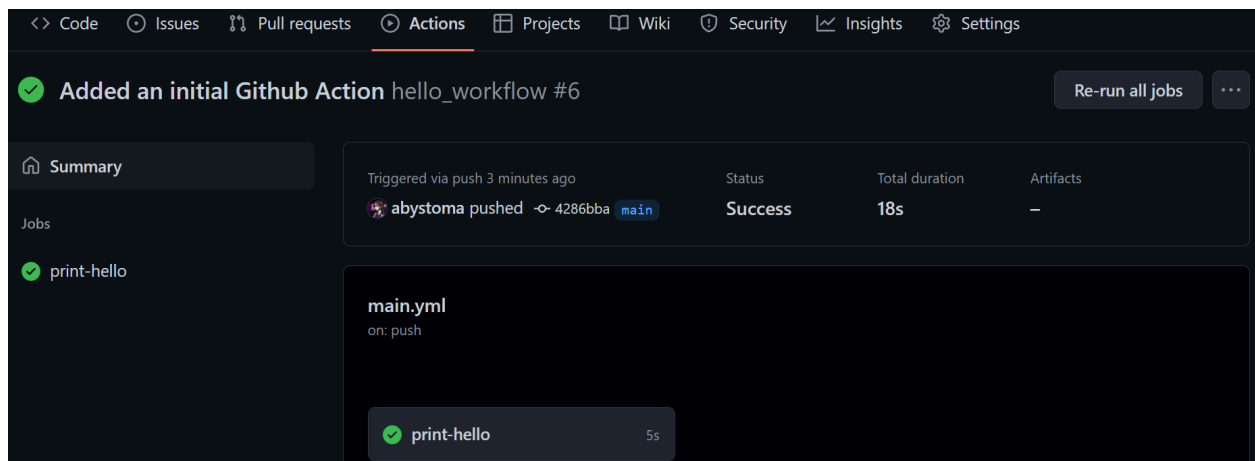 Code Issues Pull requests Actions Projects Wiki Security Insights Settings
Added an initial Github Action hello_workflow #6
Re-run all jobs
Summary
Jobs
print-hello
Triggered via push 3 minutes ago
abystoma pushed 4286bba main
Status
Success
Total duration
18s
Artifacts
–
main.yml
on: push
print-hello 5s